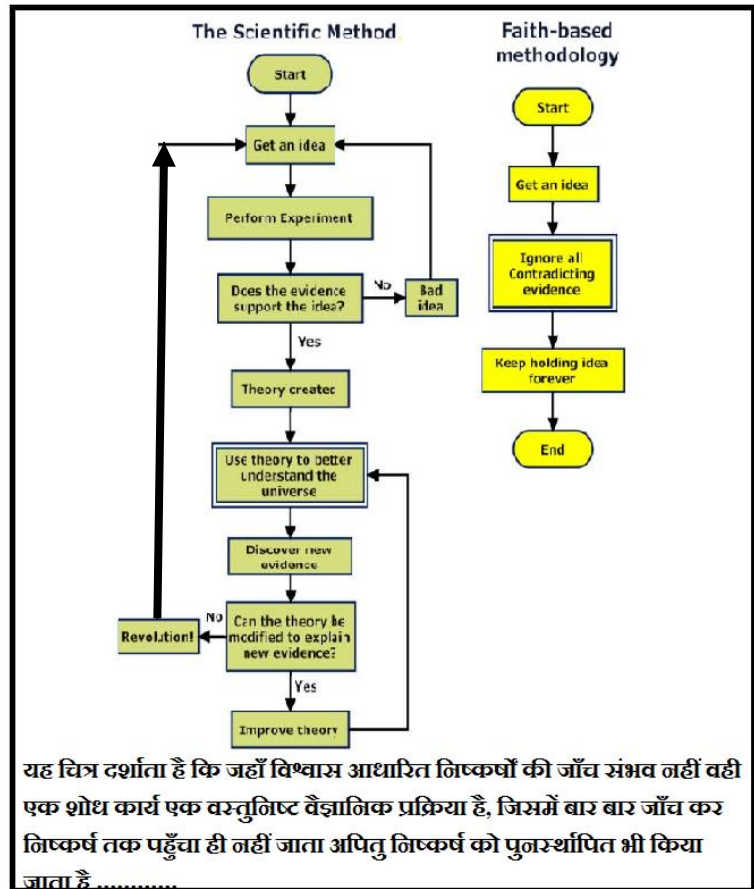 The Scientific Method
Start
Get an idea
Perform Experiment
Does the evidence
support the idea?
No
Bad
idea
Yes
Theory created
Use theory to better
understand the
universe
Discover new
evidence
Can the theory be
modified to explain
new evidence?
No
Revolution!
Yes
Improve theory
Faith-based
methodology
Start
Get an idea
Ignore all
Contradicting
evidence
Keep holding idea
forever
End
यह चित्र दर्शाता है कि जहाँ विश्वास आधारित निष्कर्षों की जाँच संभव नहीं वही
एक शोध कार्य एक वस्तुनिष्ट वैज्ञानिक प्रक्रिया है, जिसमें बार बार जाँच कर
निष्कर्ष तक पहुँचा ही नहीं जाता अपितु निष्कर्ष को पुनर्स्थापित भी किया
जाता है ............